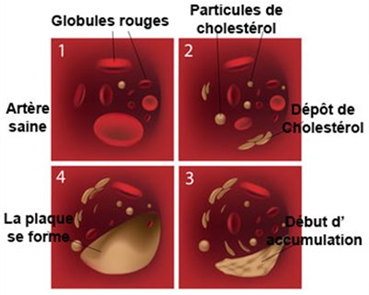 Globules rouges
Particules de
cholestérol
1
2
Artère
saine
Dépôt de
Cholestérol
4
3
La plaque
se forme
Début d'
accumulation